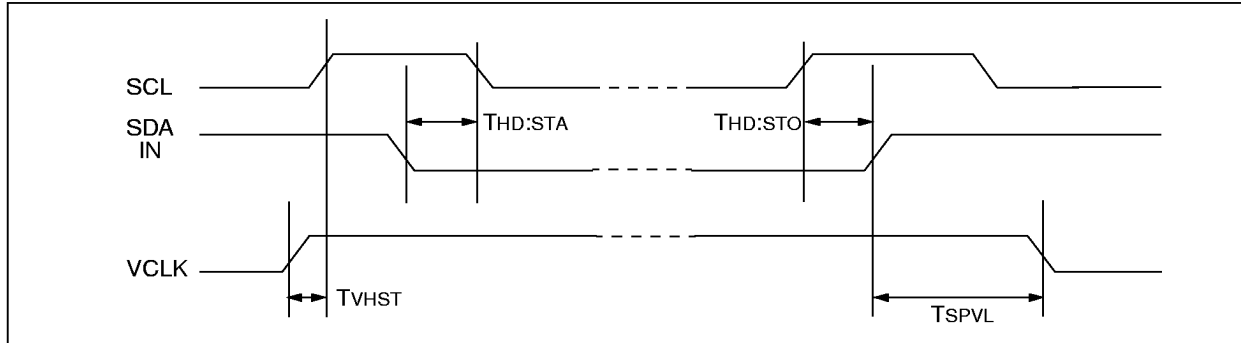 SCL
SDA
IN
THD:STA
THD:STO
VCLK
TVHST
TSPVL